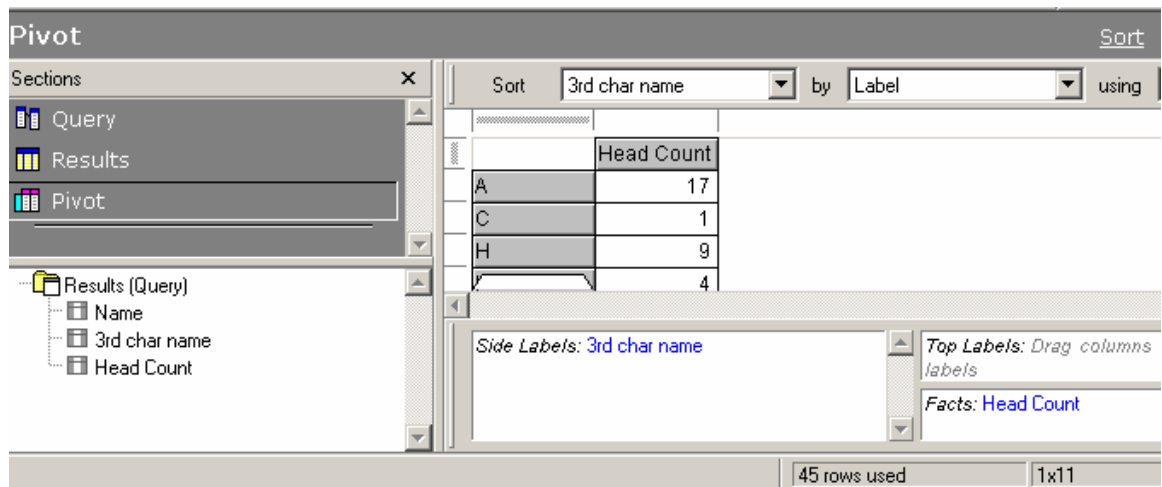 Pivot
Sort
Sections
Query
Results
Pivot
Results (Query)
Name
3rd char name
Head Count
Sort 3rd char name by Label using
Head Count
A 17
C 1
H 9
4
Side Labels: 3rd char name
Top Labels: Drag columns
labels
Facts: Head Count
45 rows used
1x11